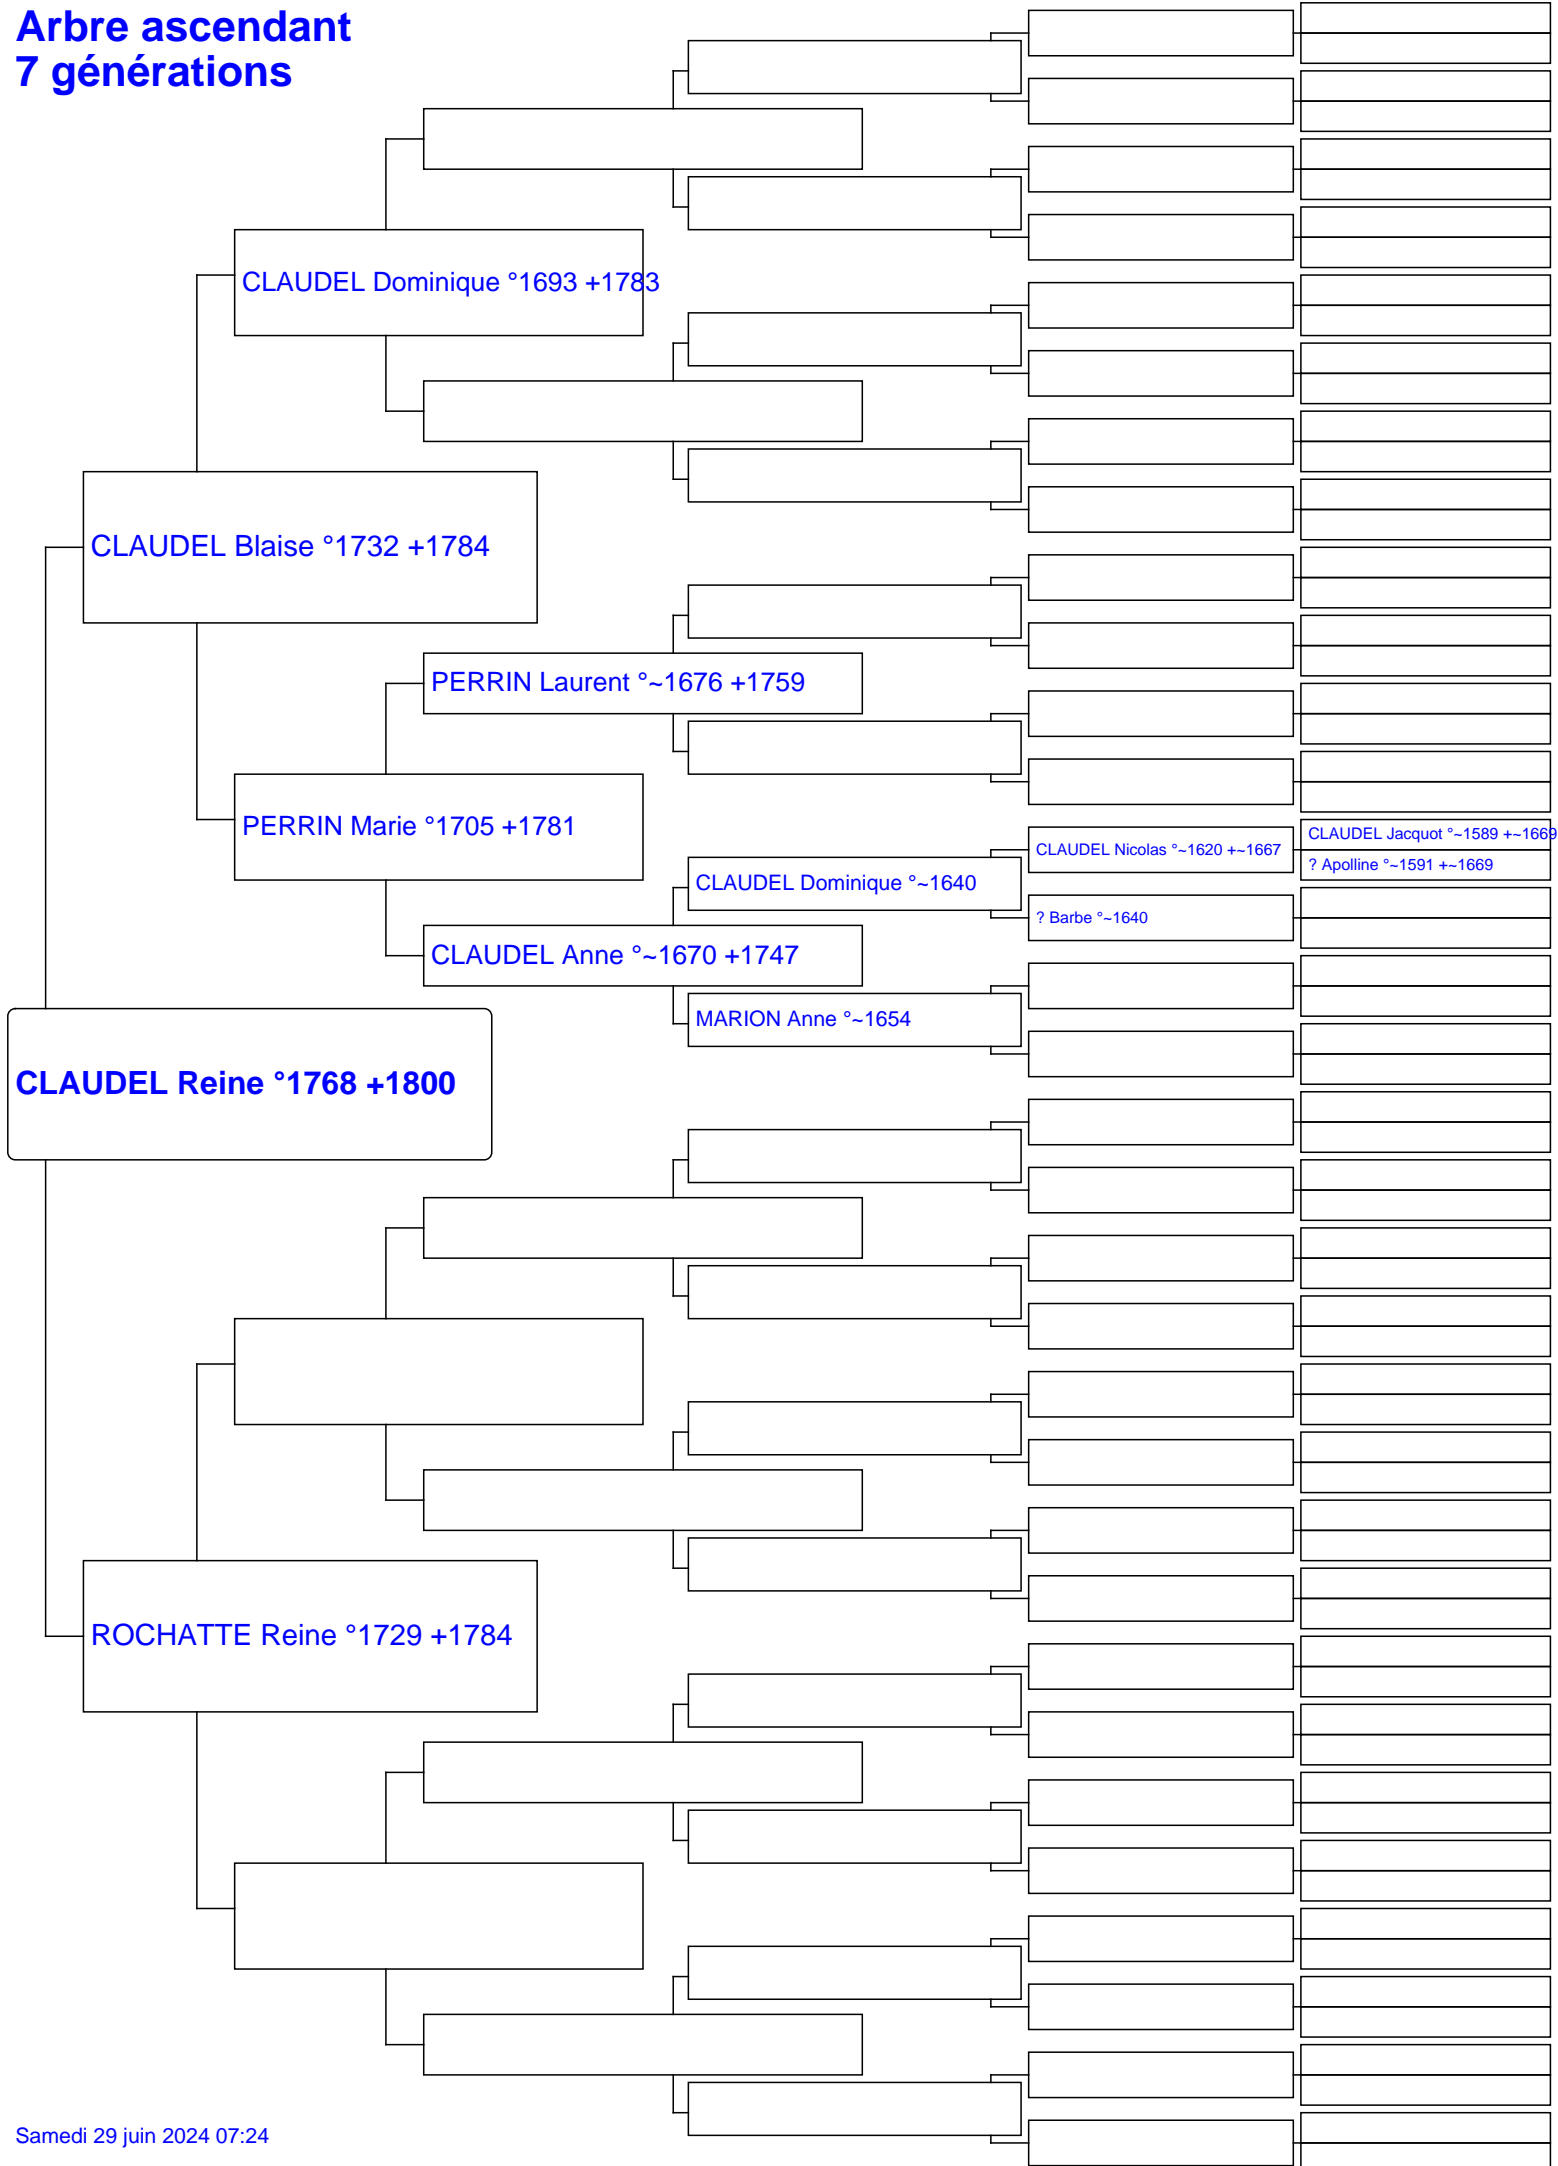 Arbre ascendant
7 générations
CLAUDEL Dominique °1693 +1783
CLAUDEL Blaise °1732 +1784
PERRIN Laurent °~1676 +1759
PERRIN Marie °1705 +1781
CLAUDEL Jacquot °~1589 +~1669
CLAUDEL Nicolas °~1620 +~1667
? Apolline °~1591 +~1669
CLAUDEL Dominique °~1640
? Barbe °~1640
CLAUDEL Anne °~1670 +1747
MARION Anne °~1654
CLAUDEL Reine °1768 +1800
ROCHATTE Reine °1729 +1784
Samedi 29 juin 2024 07:24